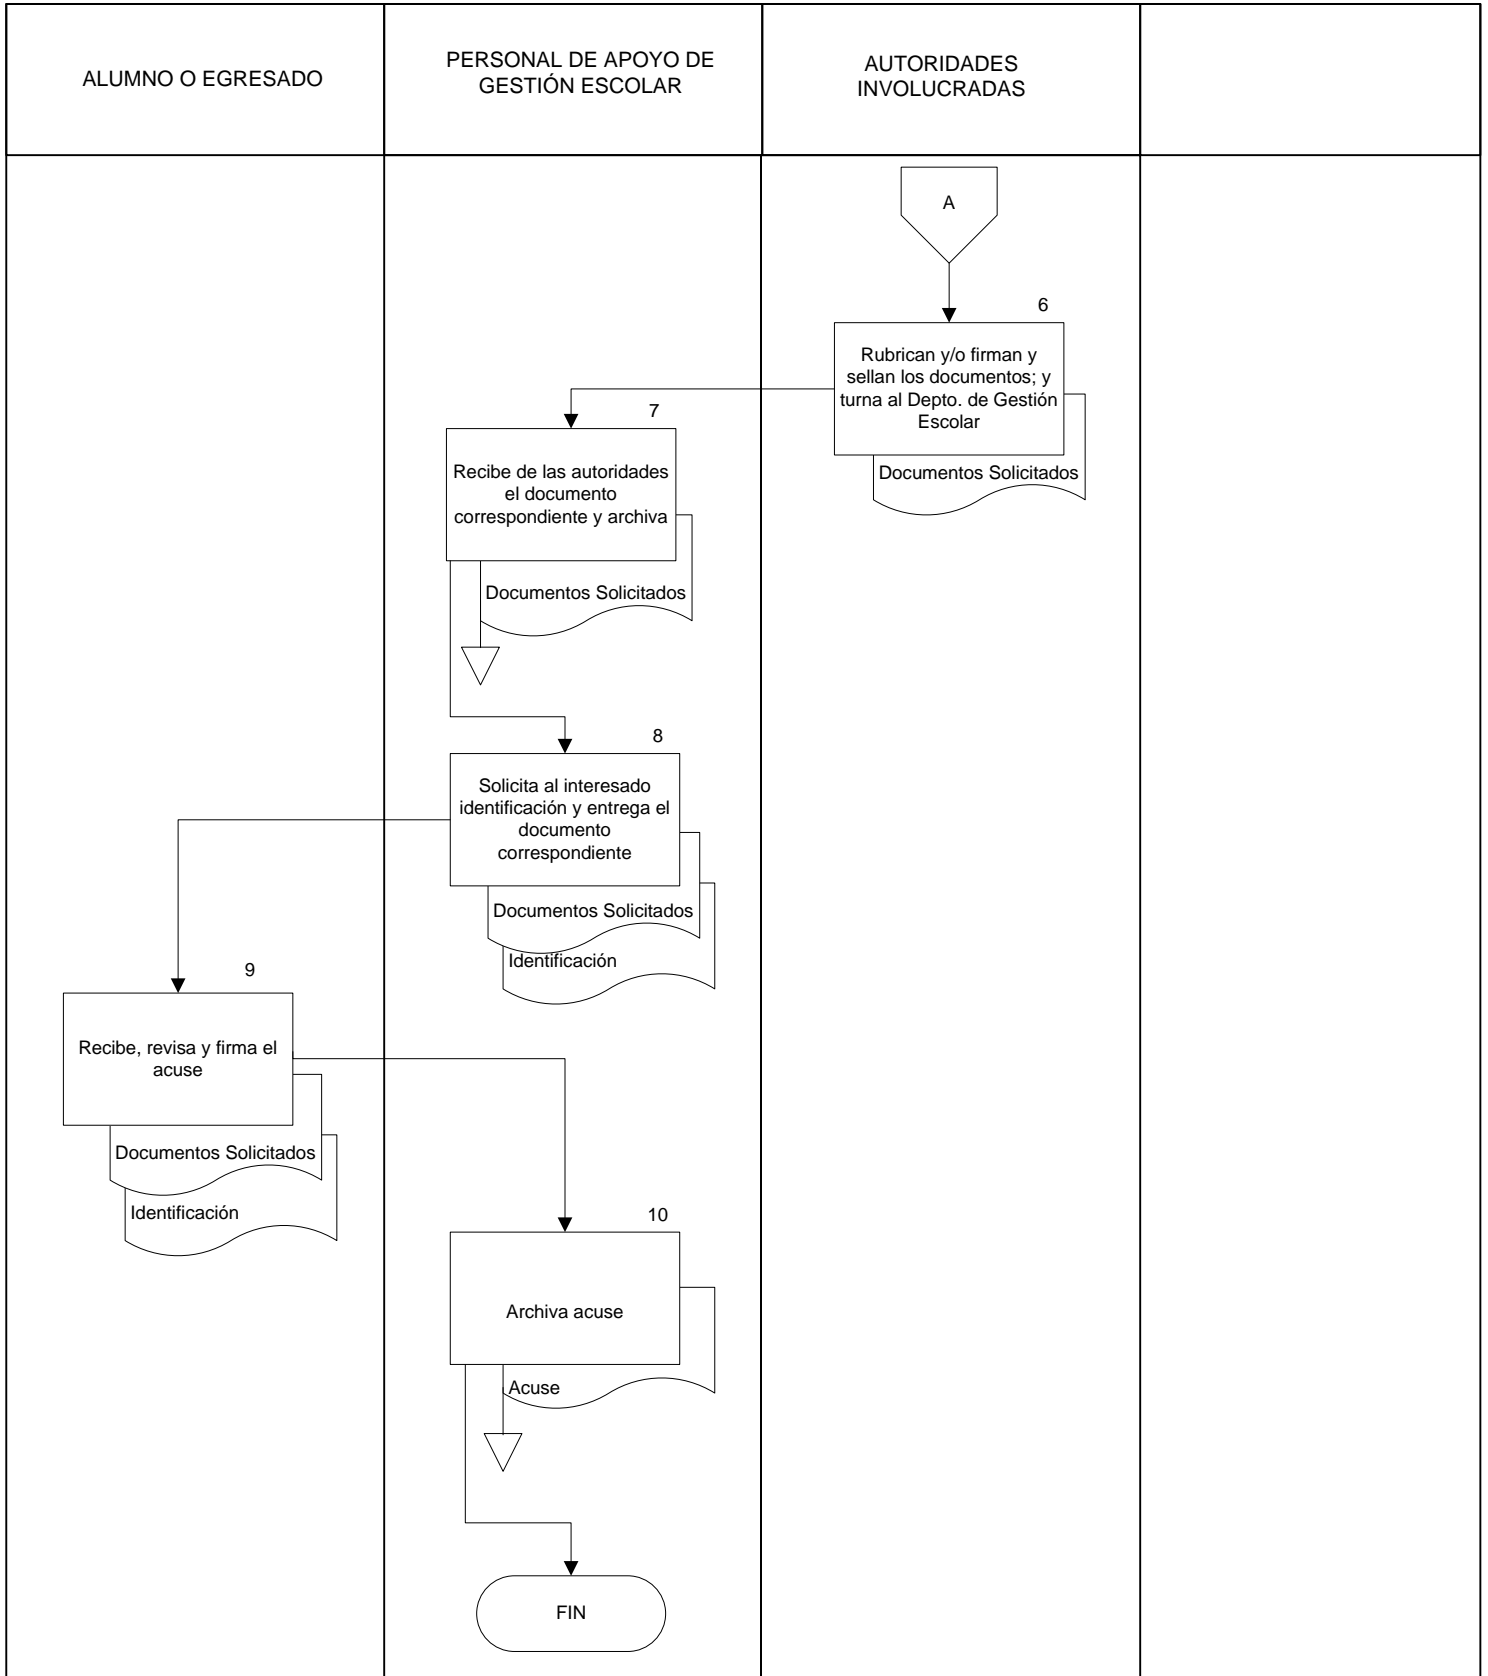 ALUMNO O EGRESADO
PERSONAL DE APOYO DE
GESTIÓN ESCOLAR
AUTORIDADES
INVOLUCRADAS
A
6
Rubrican y/o firman y
sellan los documentos; y
turna al Depto. de Gestión
Escolar
Documentos Solicitados
7
Recibe de las autoridades
el documento
correspondiente y archiva
Documentos Solicitados
8
Solicita al interesado
identificación y entrega el
documento
correspondiente
Documentos Solicitados
Identificación
9
Recibe, revisa y firma el
acuse
Documentos Solicitados
Identificación
10
Archiva acuse
Acuse
FIN